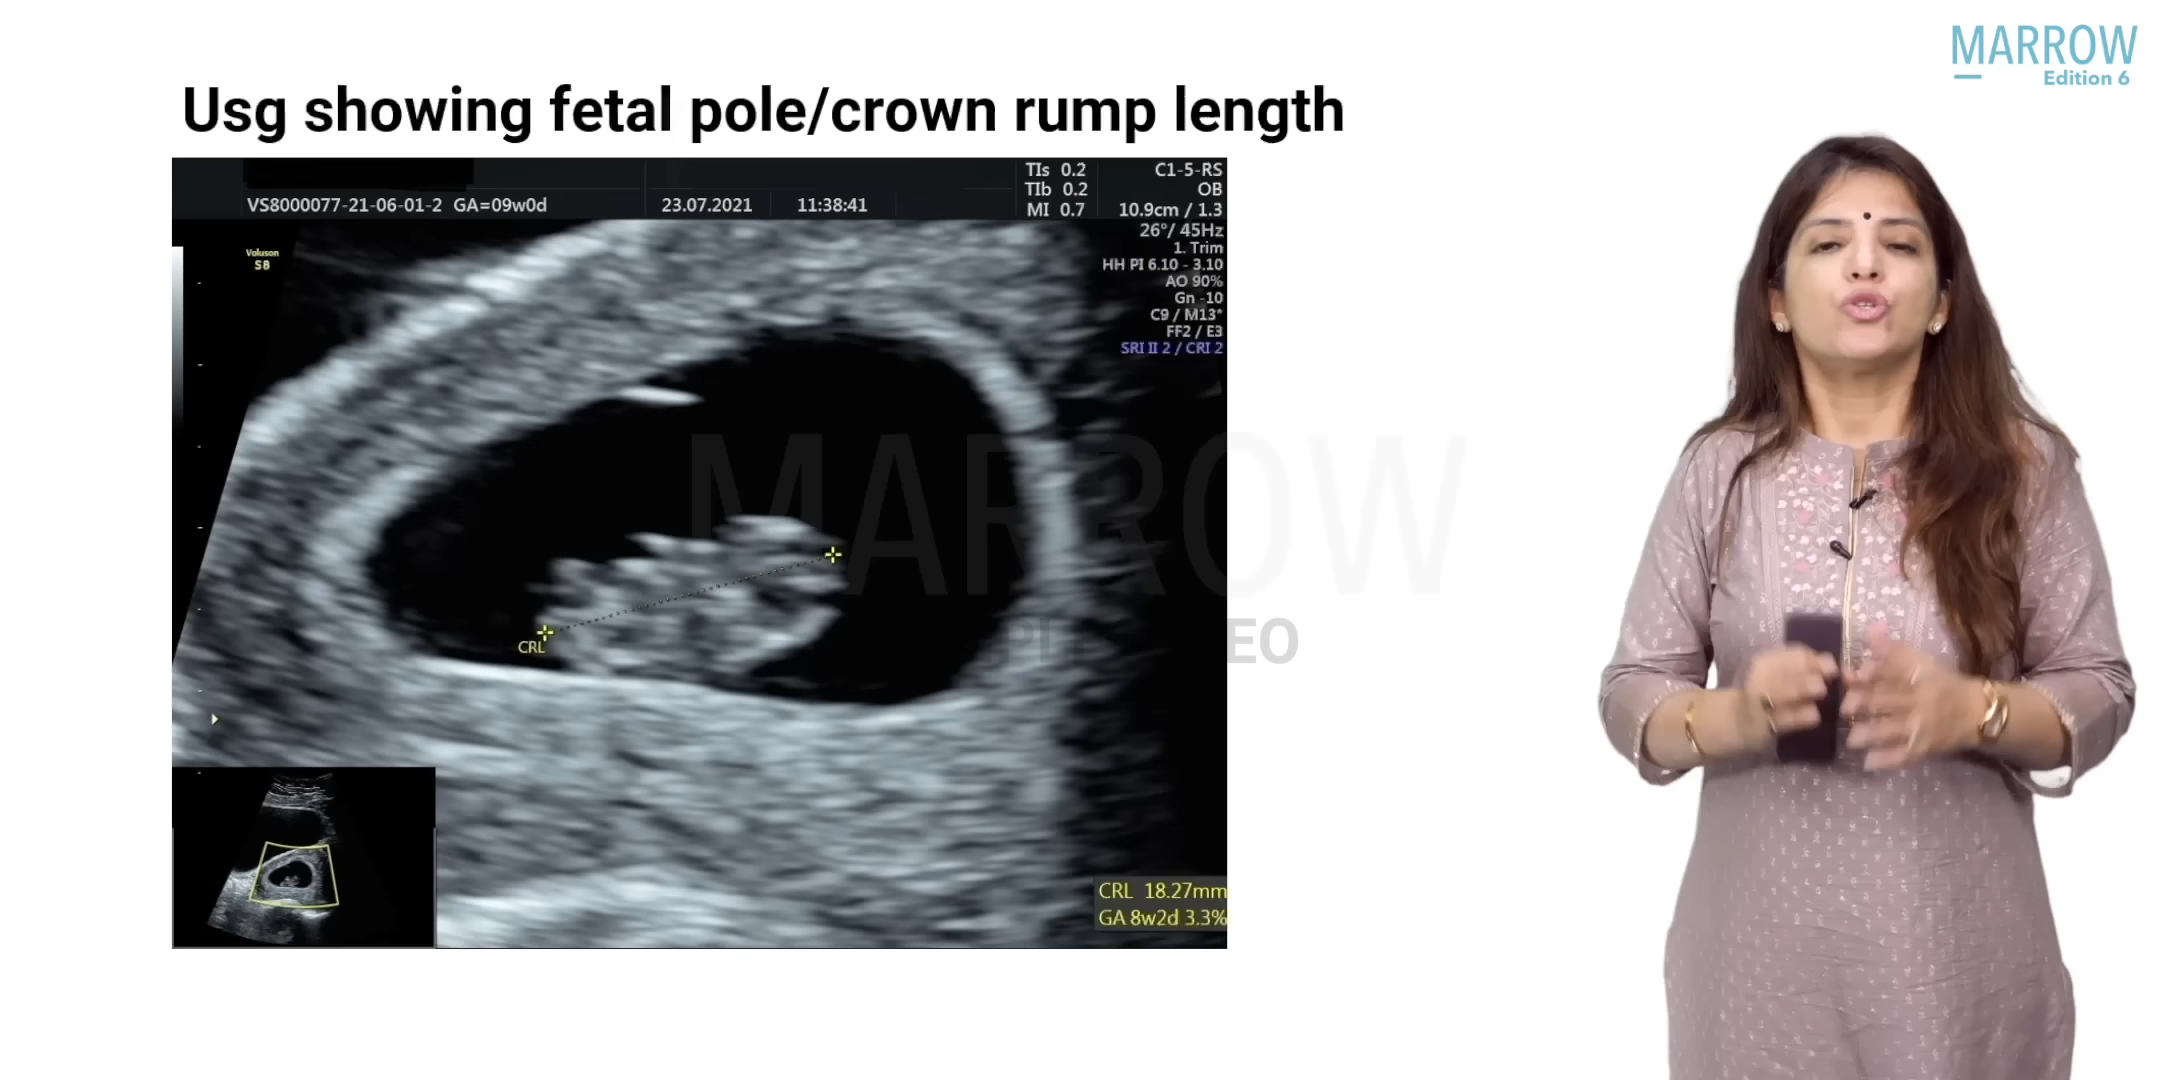 MARROW
Edition 6
Usg showing fetal pole/crown rump length
VS8000077-21-06-01-2 GA=09w0d 23.07.2021 11:38:41
TIs 0.2
TIb 0.2
MI 0.7
C1-5-RS
OB
10.9cm / 1.3
26°/ 45Hz
1. Trim
HH PI 6.10 - 3.10
AO 90%
Gn -10
C9 / M13*
FF2 / E3
SRI II 2 / CRI 2
Voluson
S8
MARROW
CRL
CRL 18.27mm
GA 8w2d 3.3%